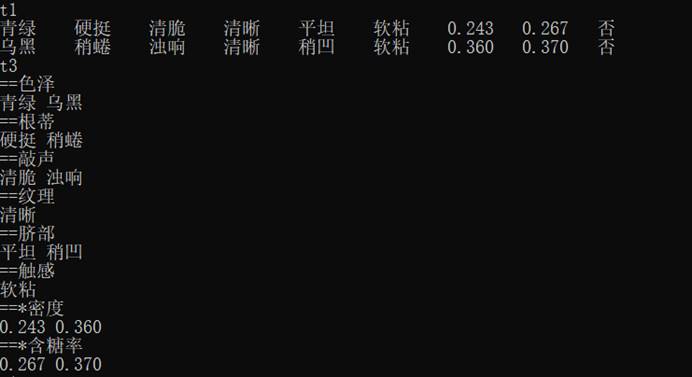 t1
青绿 硬挺 清脆 清晰 平坦 软粘 0.243 0.267 否
乌黑 稍蜷 浊响 清晰 稍凹 软粘 0.360 0.370 否
t3
==色泽
青绿 乌黑
==根蒂
硬挺 稍蜷
==敲声
清脆 浊响
==纹理
清晰
==脐部
平坦 稍凹
==触感
软粘
==*密度
0.243 0.360
==*含糖率
0.267 0.370